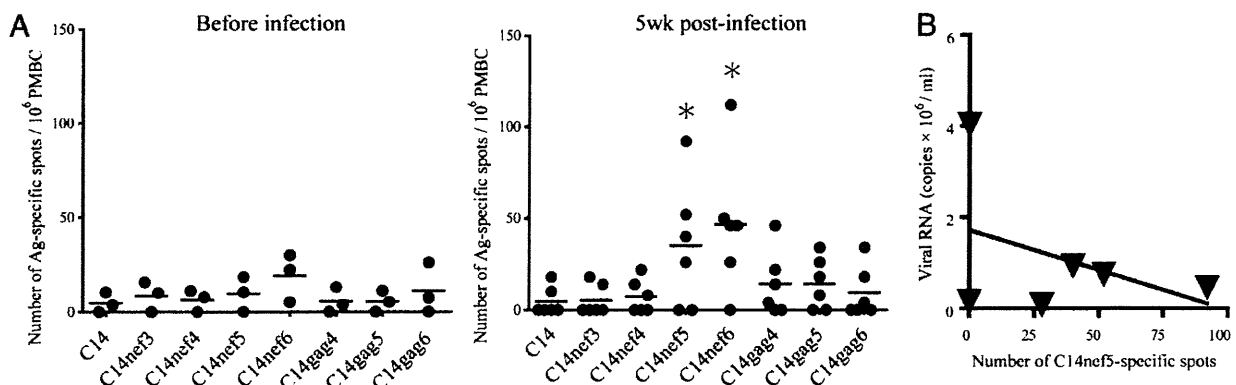 A
Before infection
Number of Ag-specific spots / 10⁶ PMBC
150
100
50
0
C14
C14nef3
C14nef4
C14nef5
C14nef6
C14gag4
C14gag5
C14gag6
5wk post-infection
Number of Ag-specific spots / 10⁶ PMBC
150
100
50
0
*
*
C14
C14nef3
C14nef4
C14nef5
C14nef6
C14gag4
C14gag5
C14gag6
B
Viral RNA (copies × 10⁶/ ml)
6
4
2
0
0
25
50
75
100
Number of C14nef5-specific spots